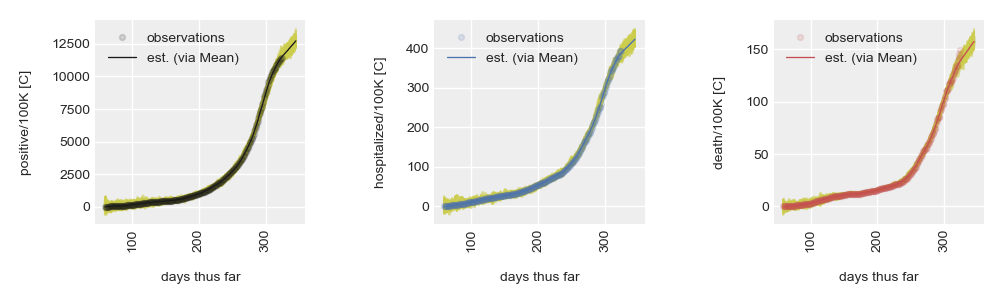 observations
est. (via Mean)
12500
10000
7500
5000
2500
0
positive/100K [C]
100
200
300
days thus far
observations
est. (via Mean)
400
300
200
100
0
hospitalized/100K [C]
100
200
300
days thus far
observations
est. (via Mean)
150
100
50
0
death/100K [C]
100
200
300
days thus far